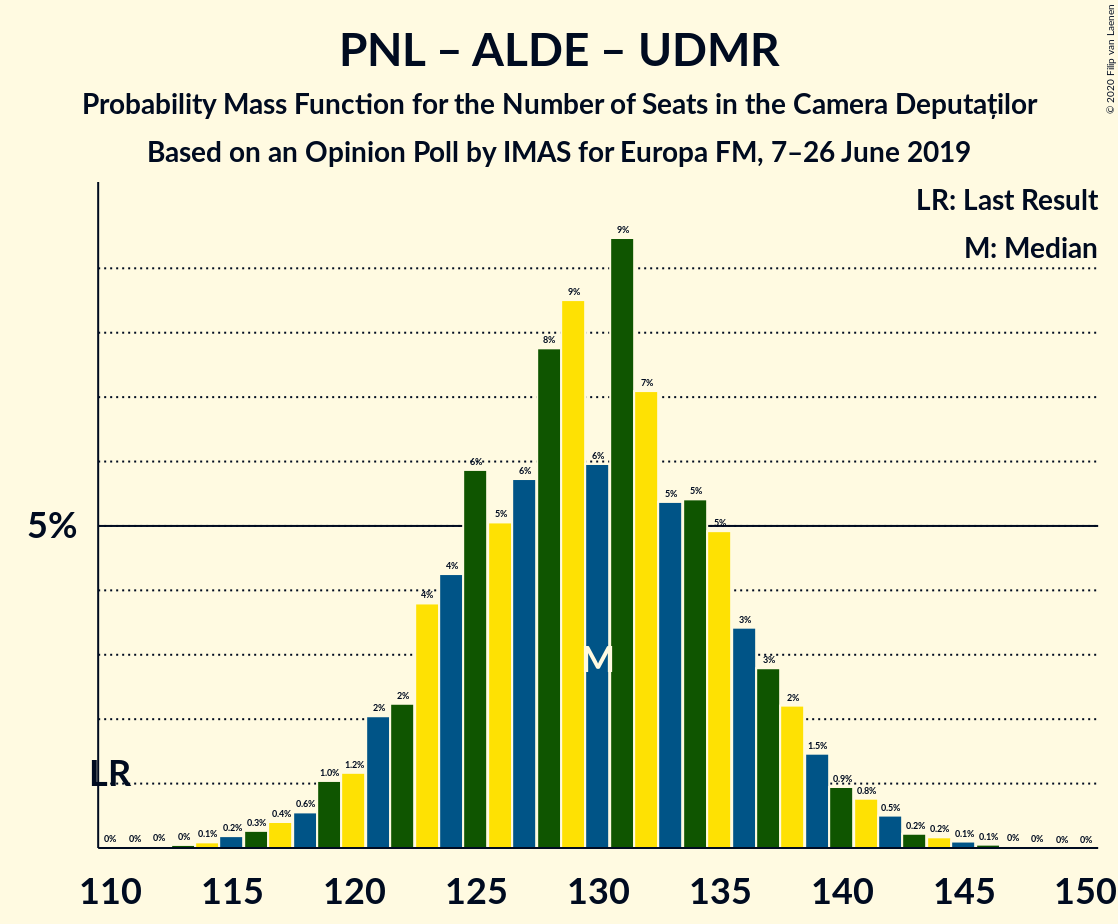 PNL – ALDE – UDMR
Probability Mass Function for the Number of Seats in the Camera Deputaților
Based on an Opinion Poll by IMAS for Europa FM, 7–26 June 2019
© 2020 Filip van Laenen
LR: Last Result
M: Median
5%
LR
M
0% 0% 0% 0% 0.1% 0.2% 0.3% 0.4% 0.6% 1.0% 1.2% 2% 2% 4% 4% 6% 5% 6% 8% 9% 6% 9% 7% 5% 5% 5% 3% 3% 2% 1.5% 0.9% 0.8% 0.5% 0.2% 0.2% 0.1% 0.1% 0% 0% 0% 0%
110 115 120 125 130 135 140 145 150